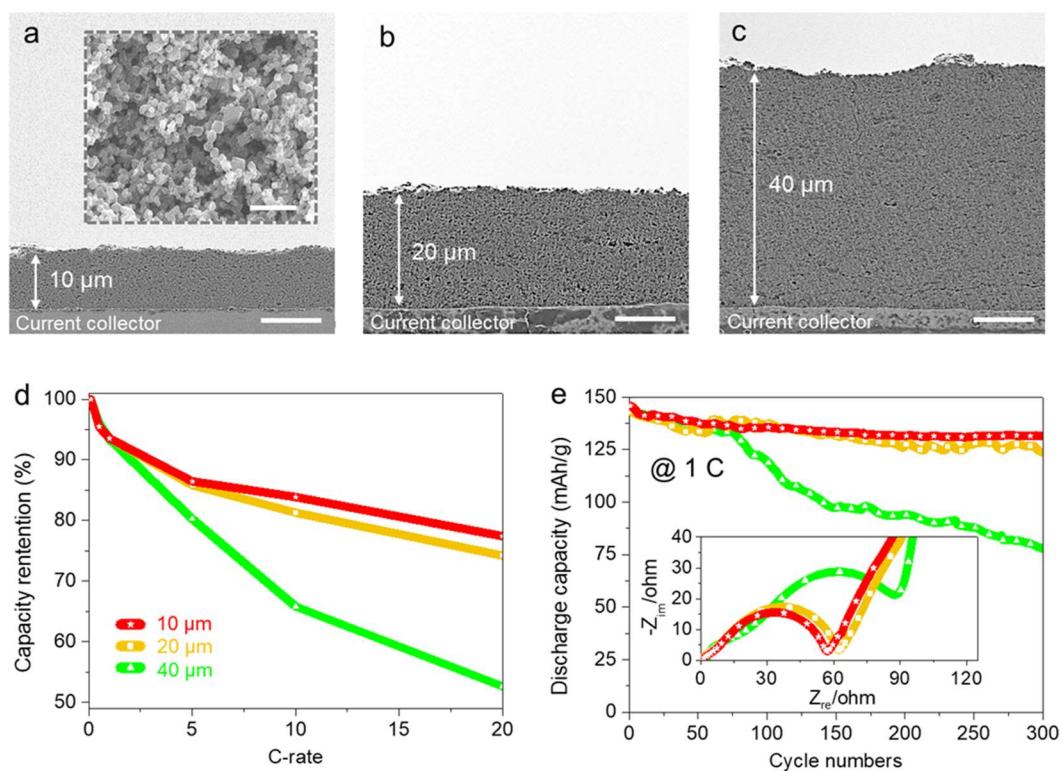 a
10 µm
Current collector
b
20 µm
Current collector
c
40 µm
Current collector
d
100
90
80
70
60
50
Capacity rentention (%)
0
5
10
15
20
C-rate
10 µm
20 µm
40 µm
e
150
125
100
75
50
25
0
Discharge capacity (mAh/g)
@ 1 C
40
30
20
10
0
-Zim/ohm
0
30
60
90
120
Zre/ohm
0
50
100
150
200
250
300
Cycle numbers